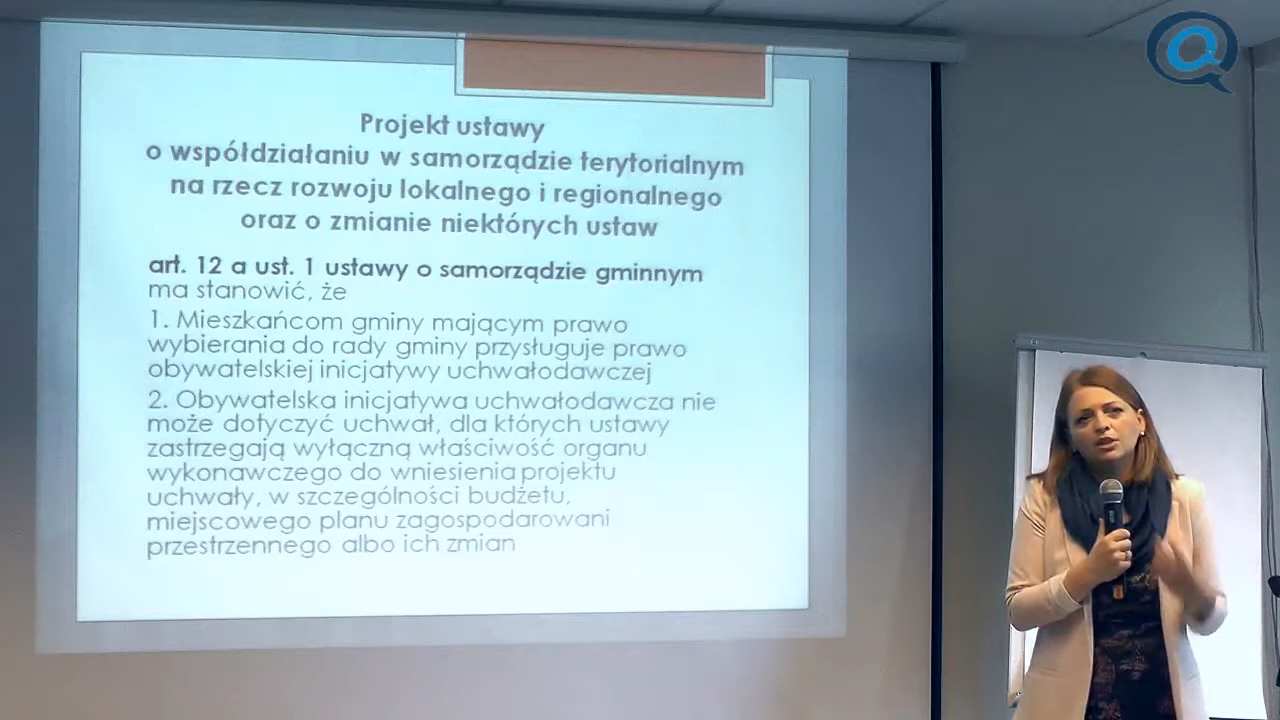 Projekt ustawy
o współdziałaniu w samorządzie terytorialnym
na rzecz rozwoju lokalnego i regionalnego
oraz o zmianie niektórych ustaw
art. 12 a ust. 1 ustawy o samorządzie gminnym
ma stanowić, że
1. Mieszkańcom gminy mającym prawo
wybierania do rady gminy przysługuje prawo
obywatelskiej inicjatywy uchwałodawczej
2. Obywatelska inicjatywa uchwałodawcza nie
może dotyczyć uchwał, dla których ustawy
zastrzegają wyłączną właściwość organu
wykonawczego do wniesienia projektu
uchwały, w szczególności budżetu,
miejscowego planu zagospodarowani
przestrzennego albo ich zmian